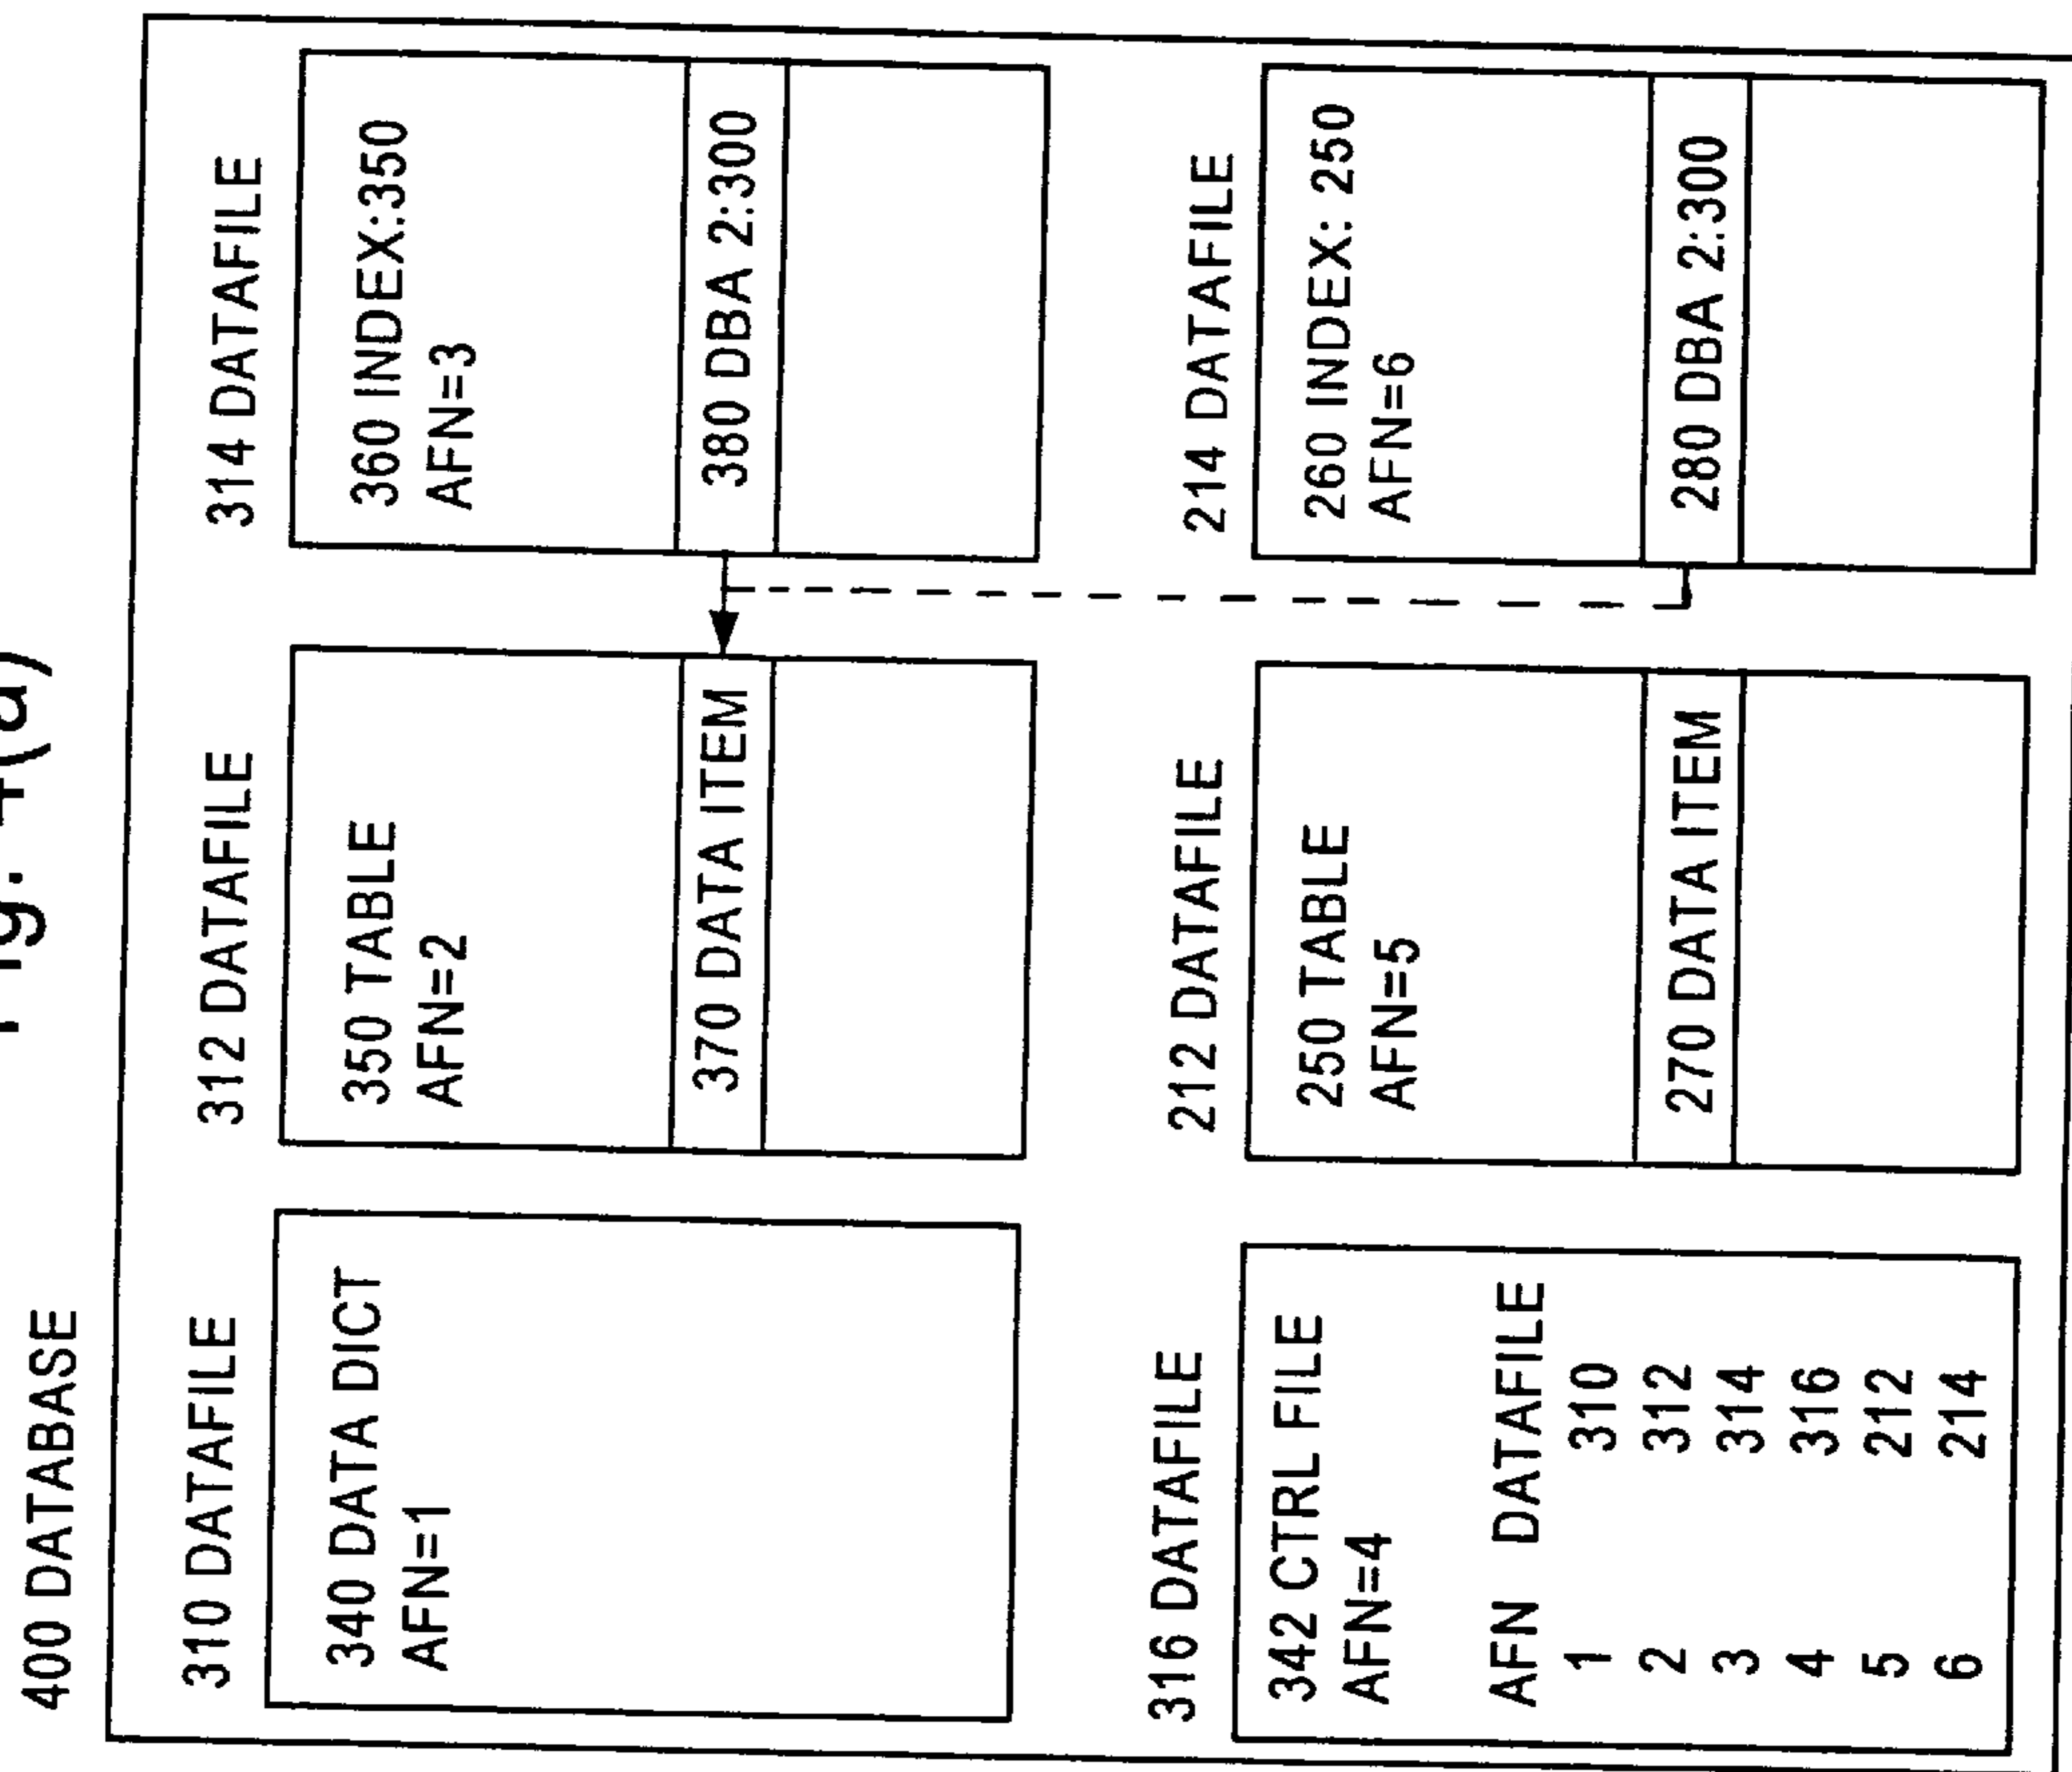 Fig. 4(a)
400 DATABASE
310 DATAFILE
340 DATA DICT
AFN=1
312 DATAFILE
350 TABLE
AFN=2
370 DATA ITEM
314 DATAFILE
360 INDEX:350
AFN=3
380 DBA 2:300
316 DATAFILE
342 CTRL FILE
AFN=4
AFN DATAFILE
1 310
2 312
3 314
4 316
5 212
6 214
212 DATAFILE
250 TABLE
AFN=5
270 DATA ITEM
214 DATAFILE
260 INDEX: 250
AFN=6
280 DBA 2:300